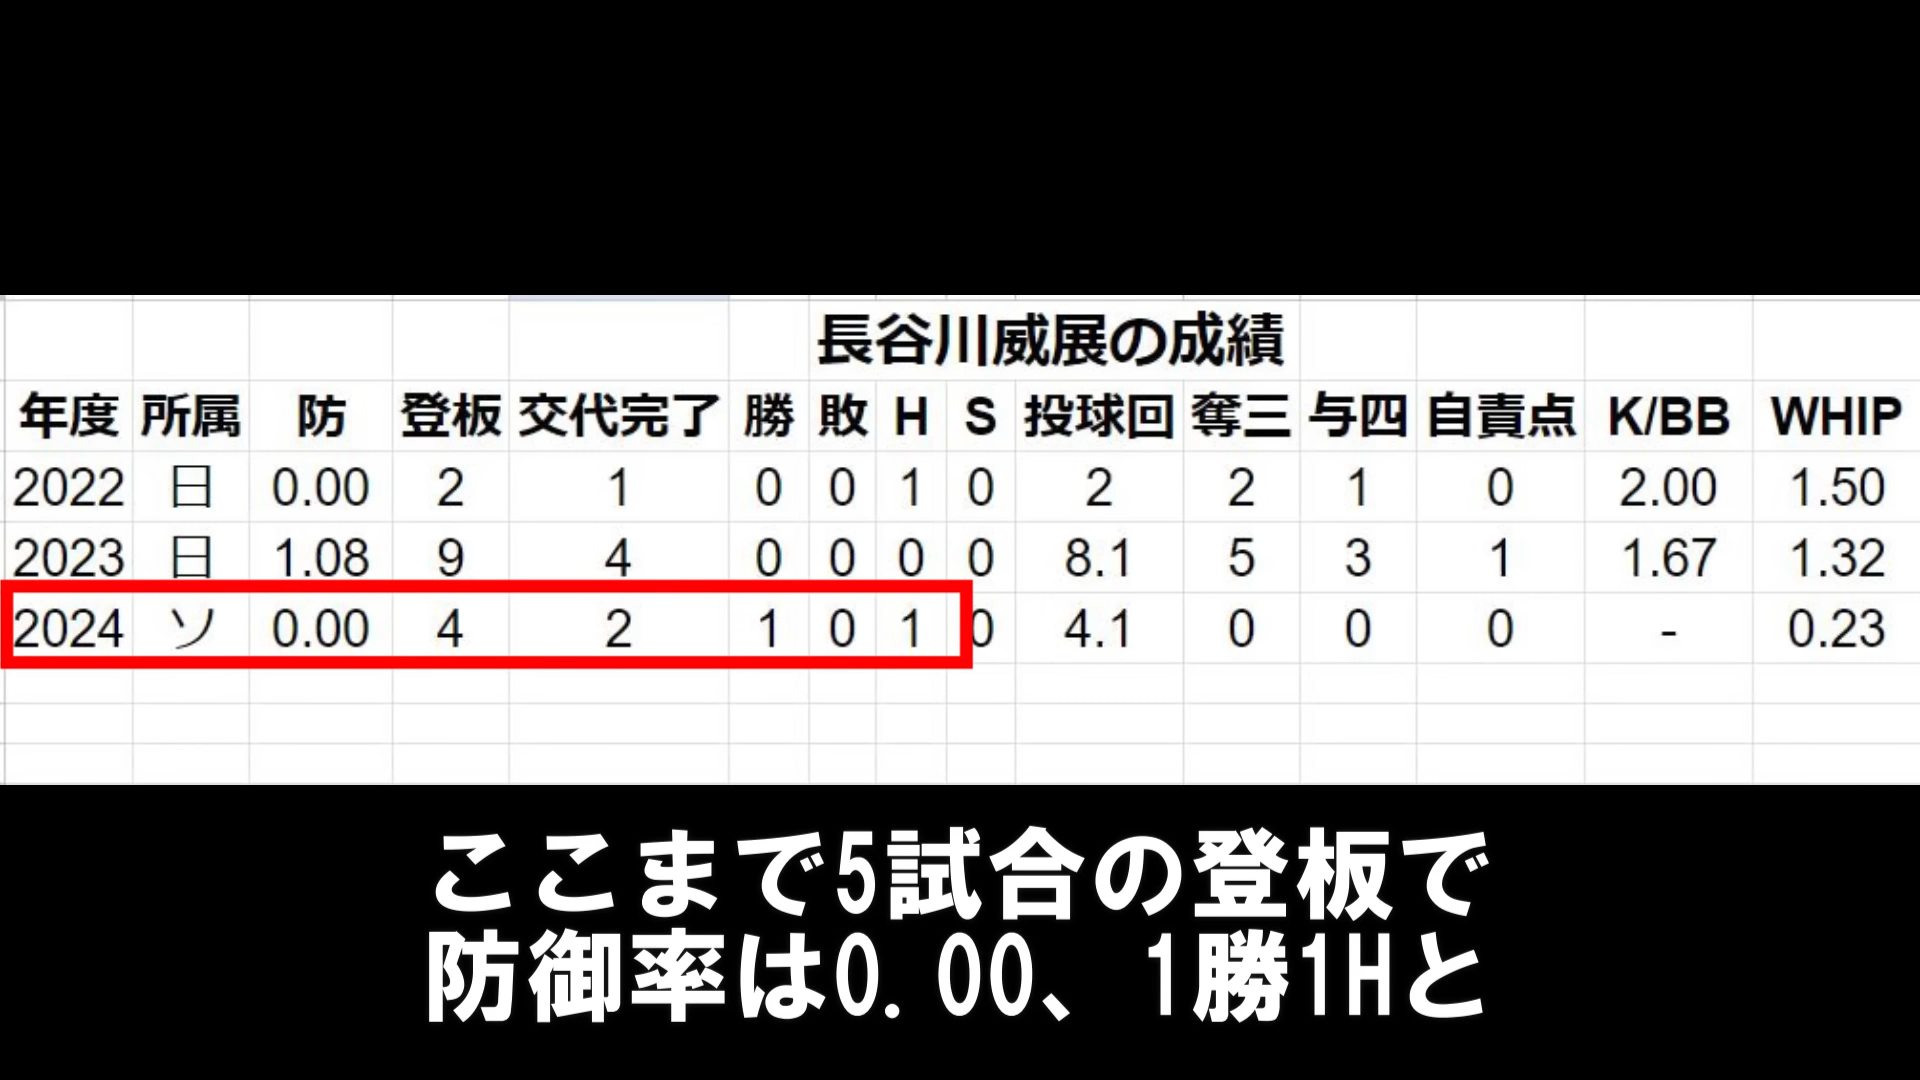 長谷川威展の成績
年度 所属 防 登板 交代完了 勝 敗 H S 投球回 奪三 与四 自責点 K/BB WHIP
2022 日 0.00 2 1 0 0 1 0 2 2 1 0 2.00 1.50
2023 日 1.08 9 4 0 0 0 0 8.1 5 3 1 1.67 1.32
2024 ソ 0.00 4 2 1 0 1 0 4.1 0 0 0 - 0.23
ここまで5試合の登板で
防御率は0.00、1勝1Hと